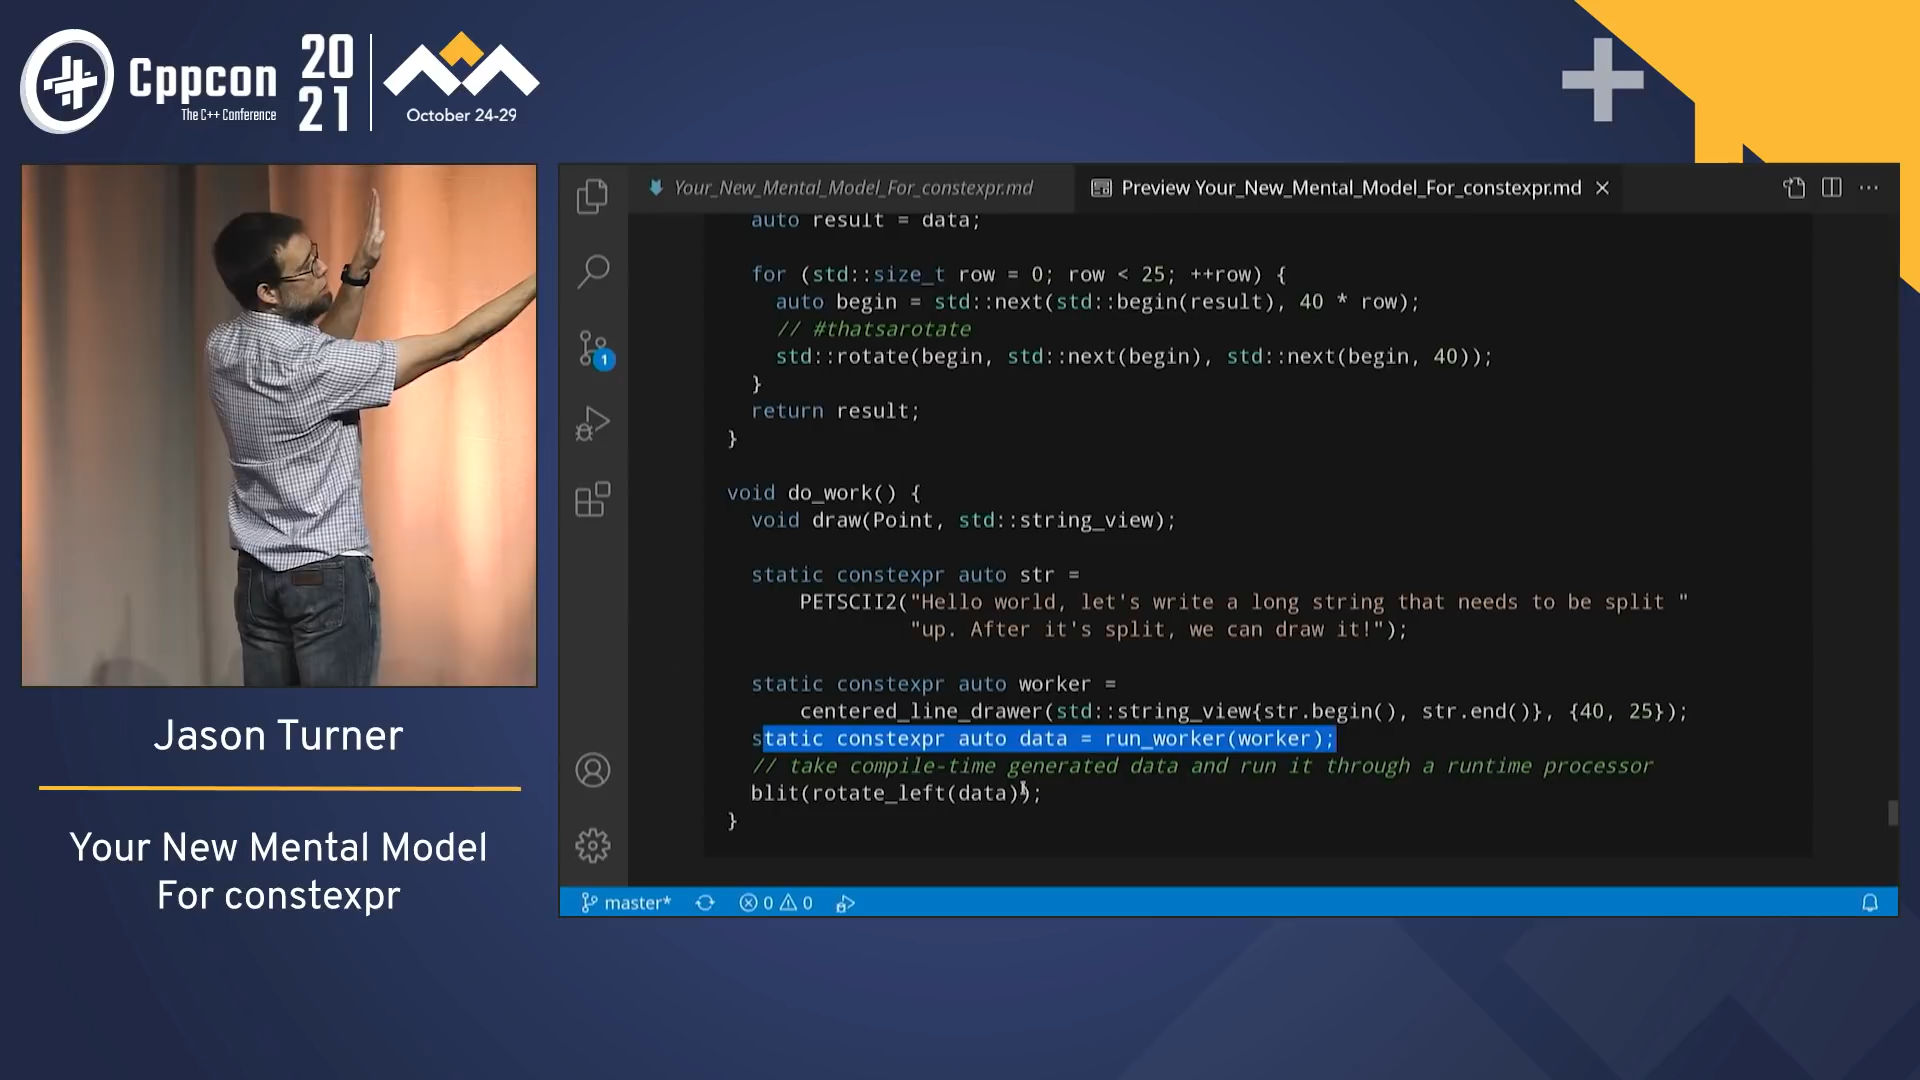 Cppcon
The C++ Conference
20
21
October 24-29
Your_New_Mental_Model_For_constexpr.md
Preview Your_New_Mental_Model_For_constexpr.md
auto result = data;
for (std::size_t row = 0; row < 25; ++row) {
auto begin = std::next(std::begin(result), 40 * row);
// #thatsarotate
std::rotate(begin, std::next(begin), std::next(begin, 40));
}
return result;
}
void do_work() {
void draw(Point, std::string_view);
static constexpr auto str =
PETSCII2("Hello world, let's write a long string that needs to be split "
"up. After it's split, we can draw it!");
static constexpr auto worker =
centered_line_drawer(std::string_view{str.begin(), str.end()}, {40, 25});
static constexpr auto data = run_worker(worker);
// take compile-time generated data and run it through a runtime processor
blit(rotate_left(data));
}
1
master*
0
0
Jason Turner
Your New Mental Model
For constexpr